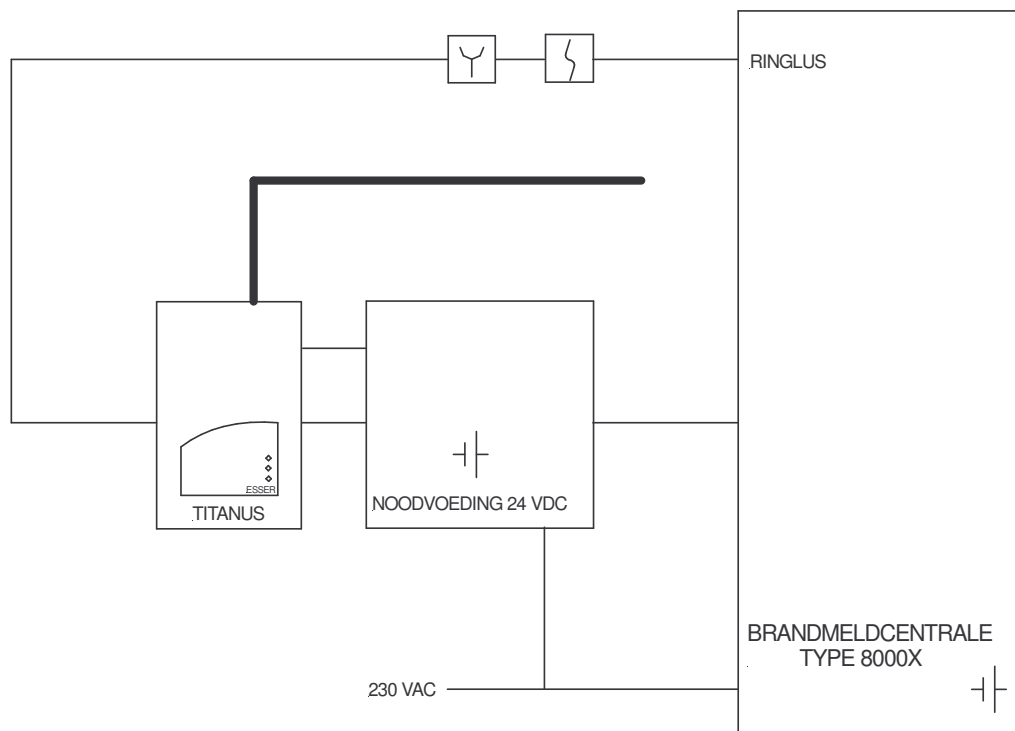 RINGLUS
ESSER
TITANUS
NOODVOEDING 24 VDC
BRANDMELDCENTRALE
TYPE 8000X
230 VAC